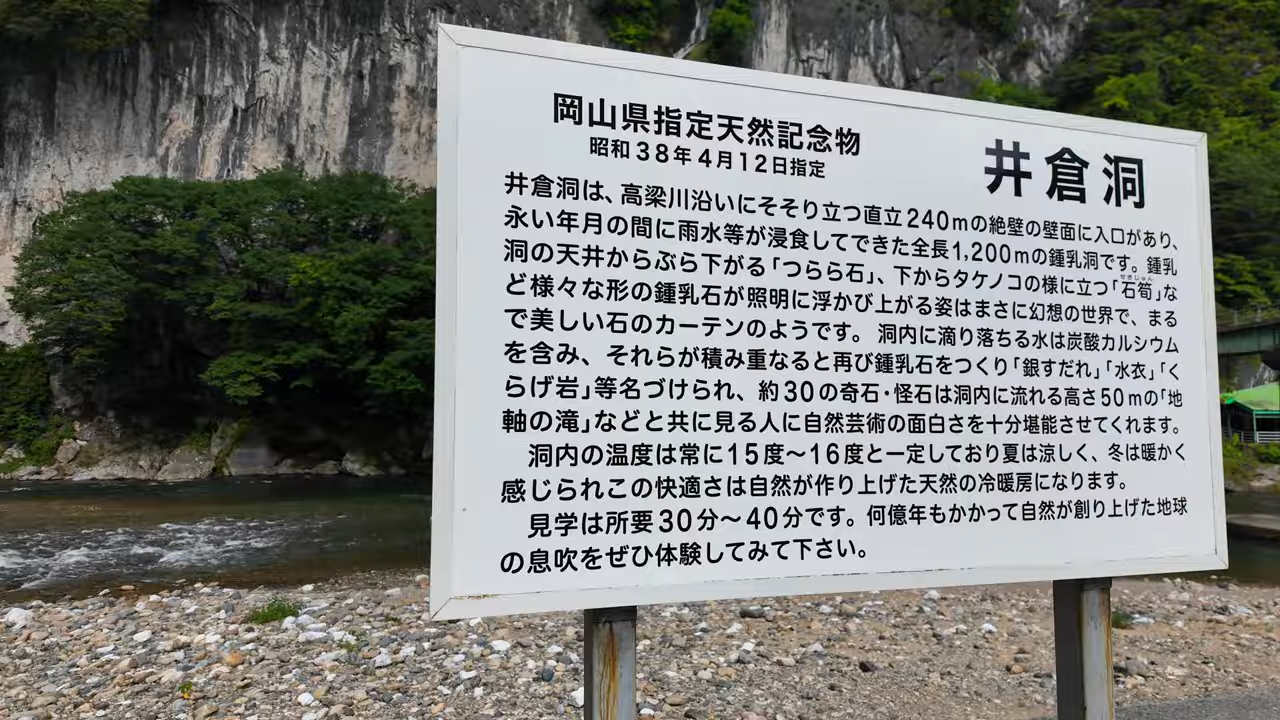 岡山県指定天然記念物
昭和38年4月12日指定
井倉洞
井倉洞は、高梁川沿いにそそり立つ直立240mの絶壁の壁面に入口があり、
永い年月の間に雨水等が浸食してできた全長1,200mの鍾乳洞です。鍾乳
洞の天井からぶら下がる「つらら石」、下からタケノコの様に立つ「石筍」な
せきじゅん
ど様々な形の鍾乳石が照明に浮かび上がる姿はまさに幻想の世界で、まる
で美しい石のカーテンのようです。洞内に滴り落ちる水は炭酸カルシウム
を含み、それらが積み重なると再び鍾乳石をつくり「銀すだれ」「水衣」「く
らげ岩」等名づけられ、約30の奇石・怪石は洞内に流れる高さ50mの「地
軸の滝」などと共に見る人に自然芸術の面白さを十分堪能させてくれます。
洞内の温度は常に15度～16度と一定しており夏は涼しく、冬は暖かく
感じられこの快適さは自然が作り上げた天然の冷暖房になります。
見学は所要30分～40分です。何億年もかかって自然が創り上げた地球
の息吹をぜひ体験してみて下さい。